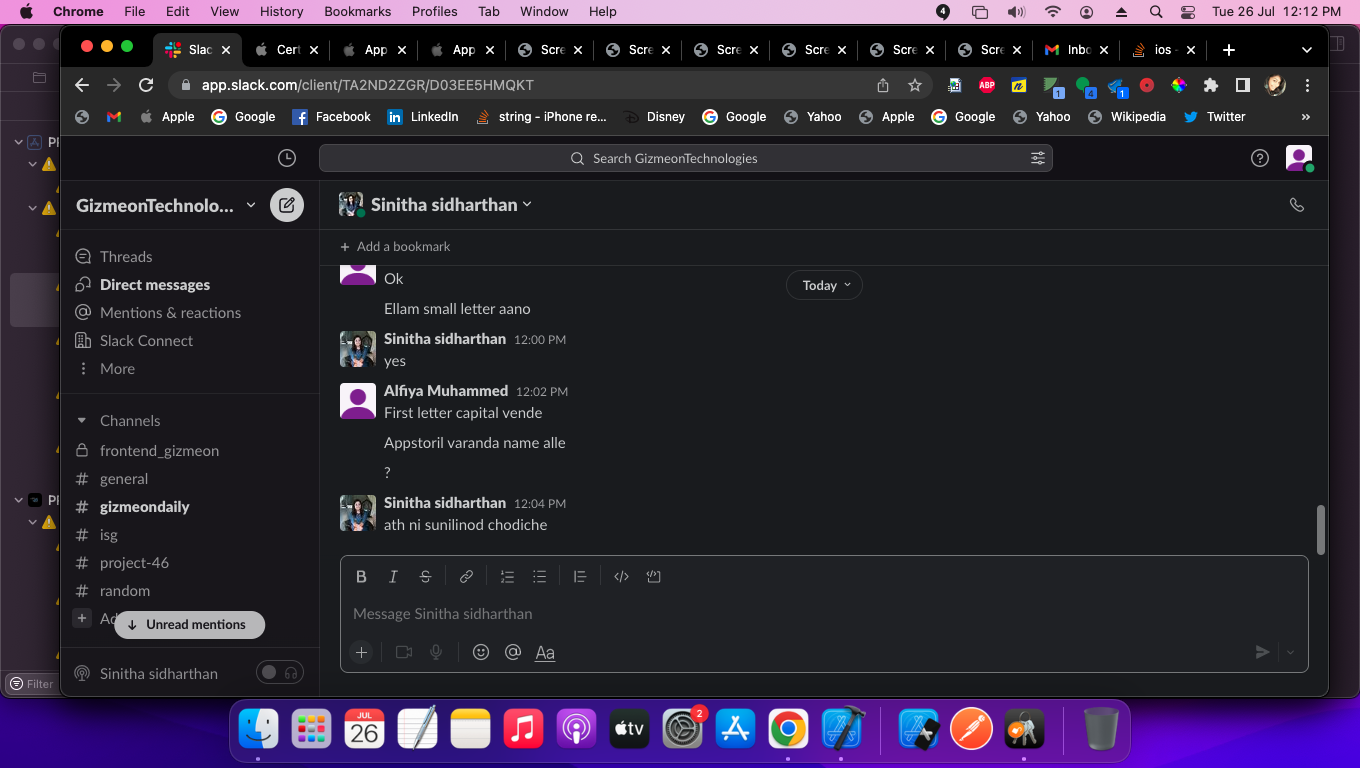 Chrome File Edit View History Bookmarks Profiles Tab Window Help
4 Tue 26 Jul 12:12 PM
Slac Cert App App Scre Scre Scre Scre Scre Scre Inbo ios -
app.slack.com/client/TA2ND2ZGR/D03EE5HMQKT
ABP n 1 4 1
Apple Google Facebook LinkedIn string - iPhone re... Disney Google Yahoo Apple Google Yahoo Wikipedia Twitter »
Search GizmeonTechnologies
GizmeonTechnolo...
Threads
Direct messages
Mentions & reactions
Slack Connect
More
Channels
frontend_gizmeon
# general
# gizmeondaily
# isg
# project-46
# random
Unread mentions
Sinitha sidharthan
Filter
Sinitha sidharthan
+ Add a bookmark
Today
Ok
Ellam small letter aano
Sinitha sidharthan 12:00 PM
yes
Alfiya Muhammed 12:02 PM
First letter capital vende
Appstoril varanda name alle
?
Sinitha sidharthan 12:04 PM
ath ni sunilinod chodiche
B I S
Message Sinitha sidharthan
+ @ Aa
JUL
26
tv
2